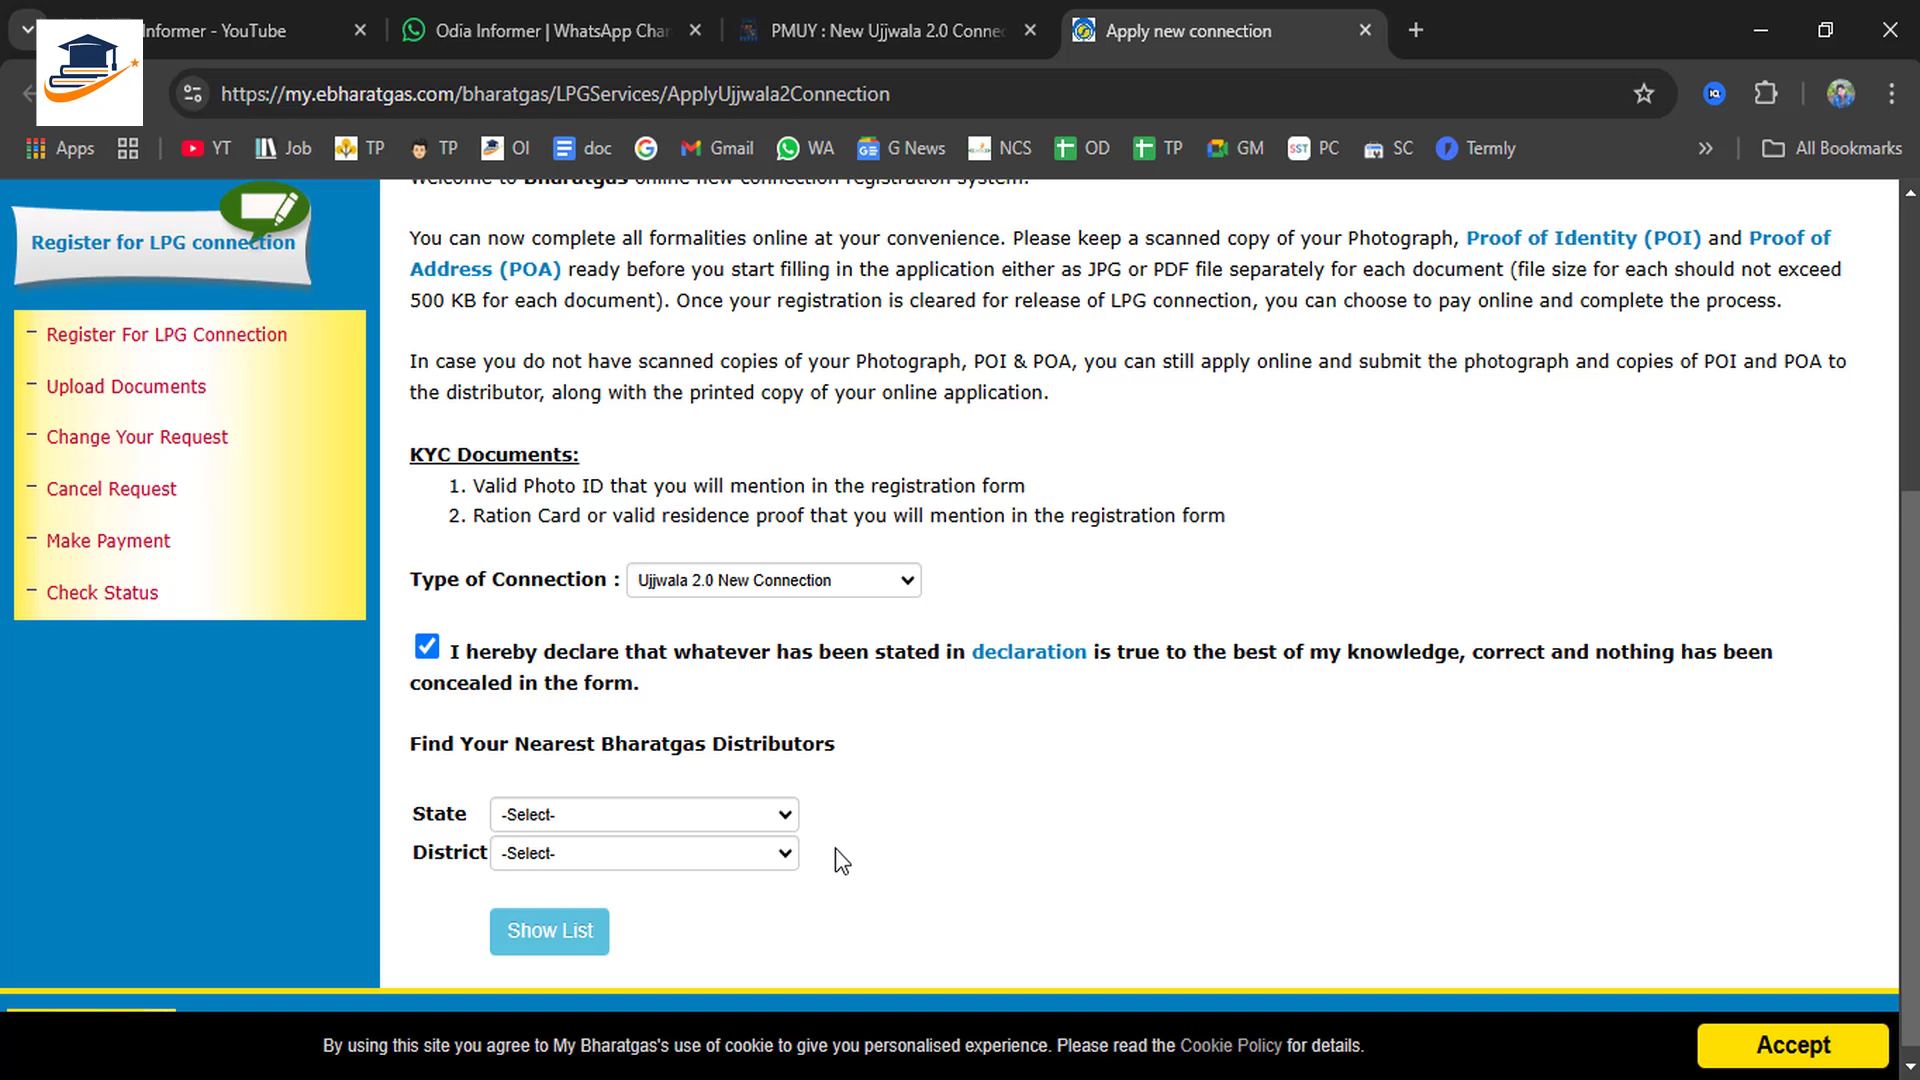 Informer - YouTube
Odia Informer | WhatsApp Char
PMUY : New Ujjwala 2.0 Connec
Apply new connection
https://my.ebharatgas.com/bharatgas/LPGServices/ApplyUjjwala2Connection
Apps
YT
Job
TP
TP
OI
doc
Gmail
WA
G News
NCS
OD
TP
GM
SST
PC
SC
Termly
All Bookmarks
Register for LPG connection
Register For LPG Connection
Upload Documents
Change Your Request
Cancel Request
Make Payment
Check Status
Welcome to Bharatgas online new connection registration system.
You can now complete all formalities online at your convenience. Please keep a scanned copy of your Photograph, Proof of Identity (POI) and Proof of
Address (POA) ready before you start filling in the application either as JPG or PDF file separately for each document (file size for each should not exceed
500 KB for each document). Once your registration is cleared for release of LPG connection, you can choose to pay online and complete the process.
In case you do not have scanned copies of your Photograph, POI & POA, you can still apply online and submit the photograph and copies of POI and POA to
the distributor, along with the printed copy of your online application.
KYC Documents:
1. Valid Photo ID that you will mention in the registration form
2. Ration Card or valid residence proof that you will mention in the registration form
Type of Connection : Ujjwala 2.0 New Connection
I hereby declare that whatever has been stated in declaration is true to the best of my knowledge, correct and nothing has been
concealed in the form.
Find Your Nearest Bharatgas Distributors
State -Select-
District -Select-
Show List
By using this site you agree to My Bharatgas's use of cookie to give you personalised experience. Please read the Cookie Policy for details.
Accept